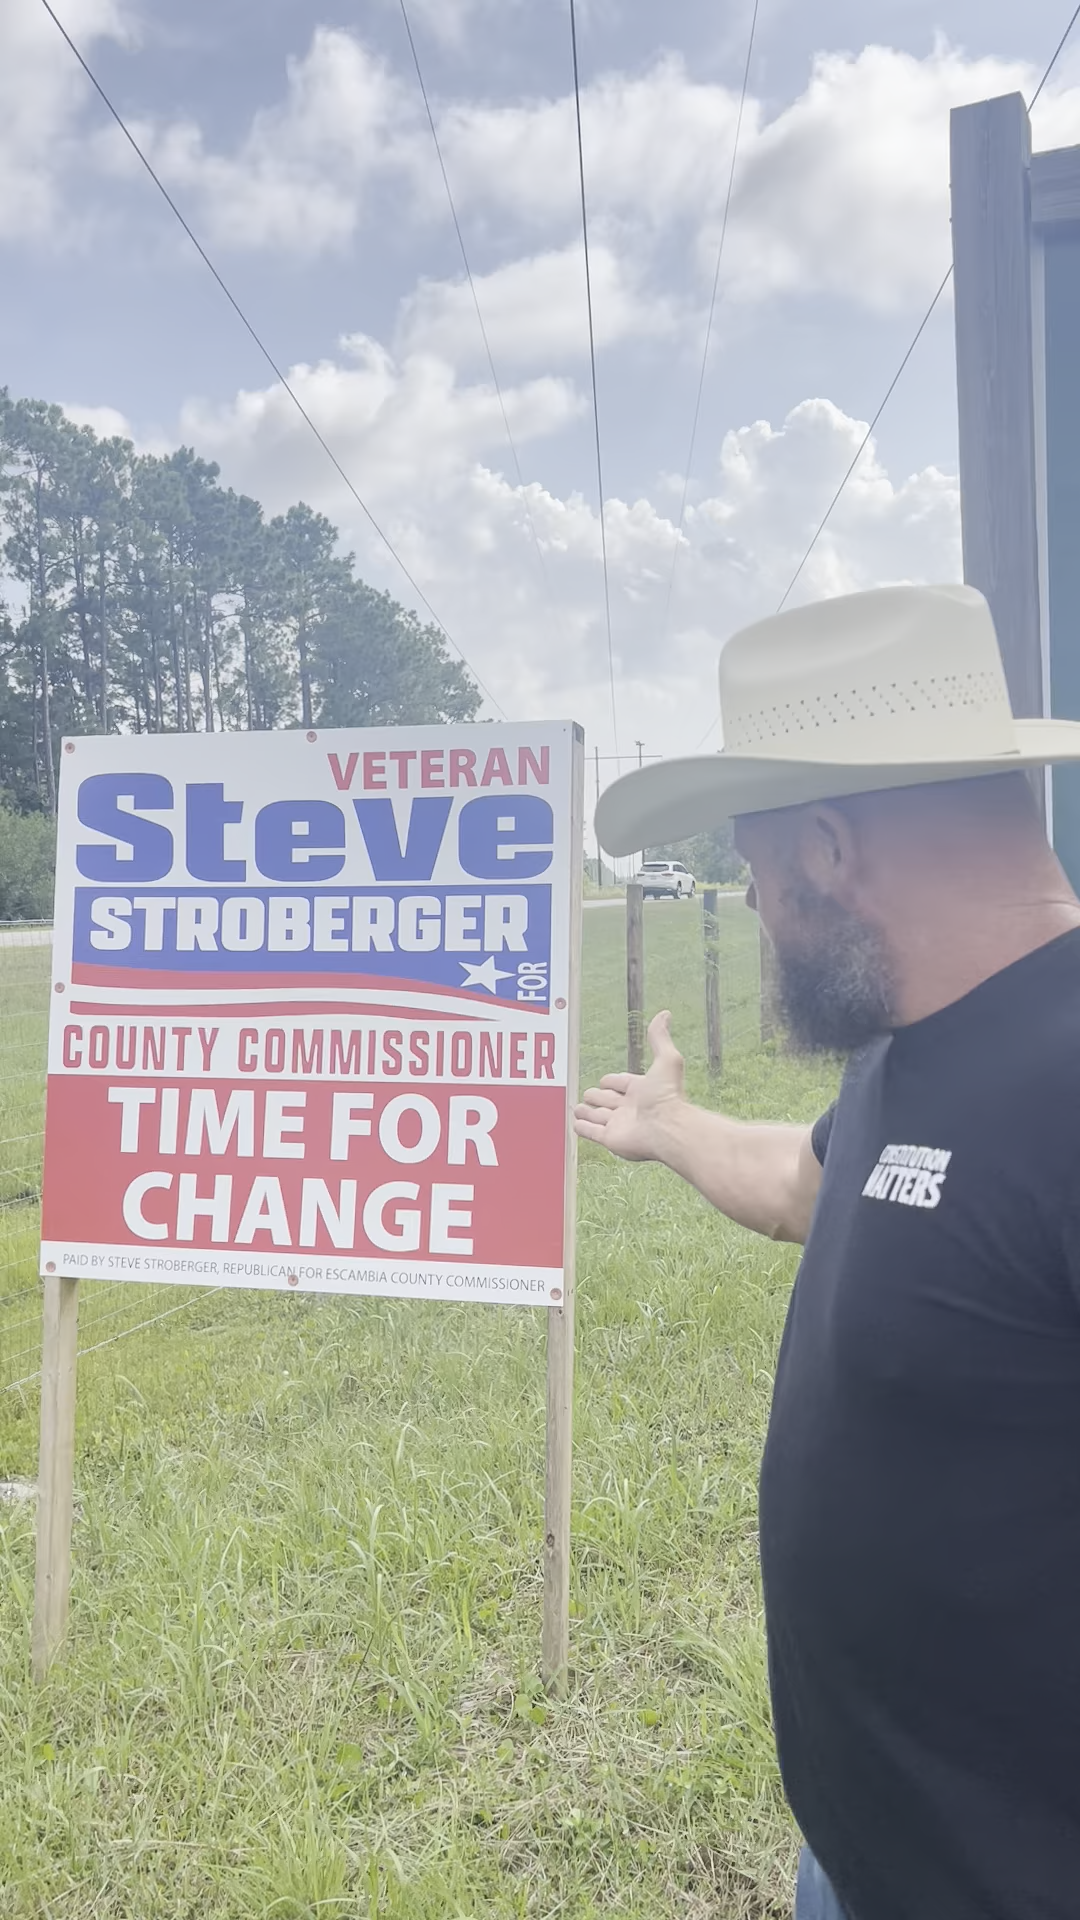 VETERAN
Steve
STROBERGER
FOR
COUNTY COMMISSIONER
TIME FOR
CHANGE
PAID BY STEVE STROBERGER, REPUBLICAN FOR ESCAMBIA COUNTY COMMISSIONER
MATTERS